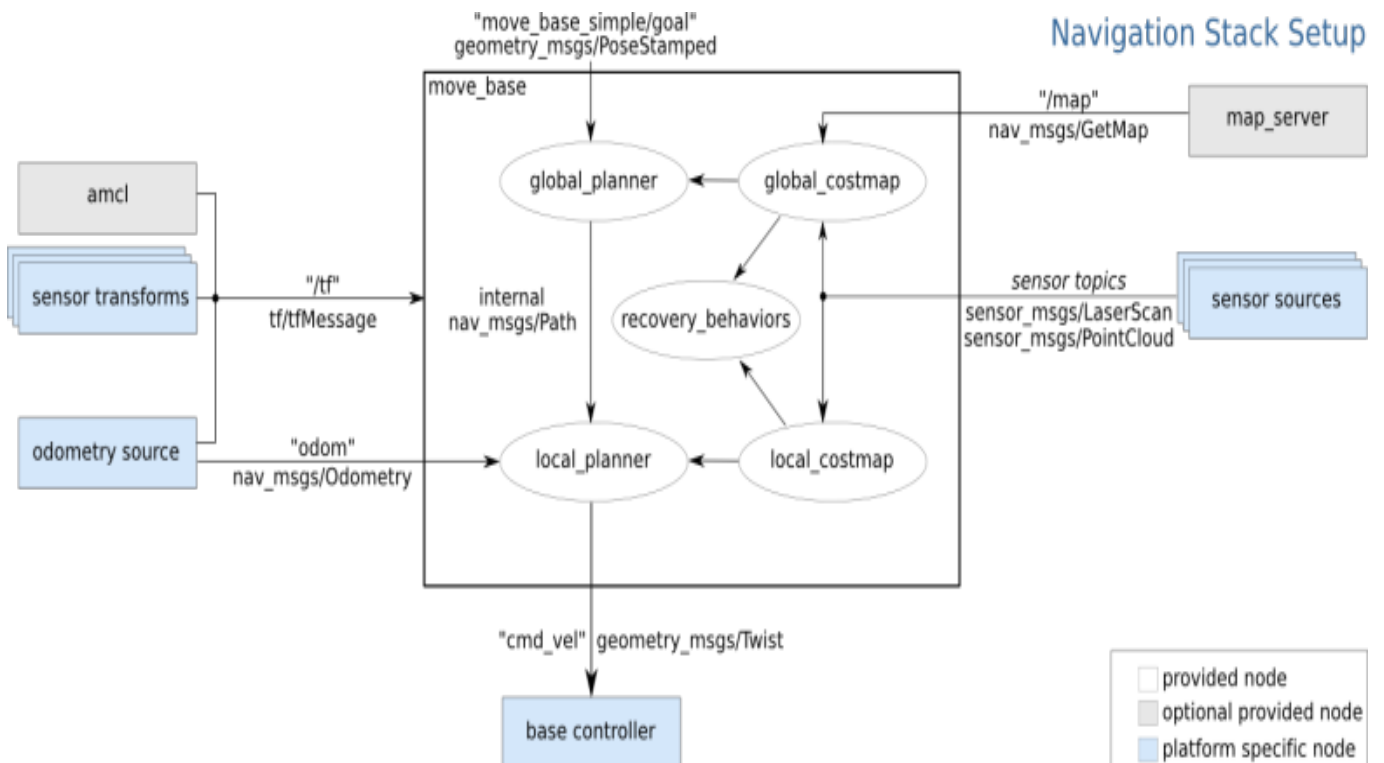 "move_base_simple/goal"
geometry_msgs/PoseStamped
Navigation Stack Setup
move_base
"/map"
nav_msgs/GetMap
map_server
global_planner
global_costmap
amcl
sensor transforms
"/tf"
tf/tfMessage
internal
nav_msgs/Path
recovery_behaviors
sensor topics
sensor_msgs/LaserScan
sensor_msgs/PointCloud
sensor sources
odometry source
"odom"
nav_msgs/Odometry
local_planner
local_costmap
"cmd_vel" geometry_msgs/Twist
base controller
provided node
optional provided node
platform specific node